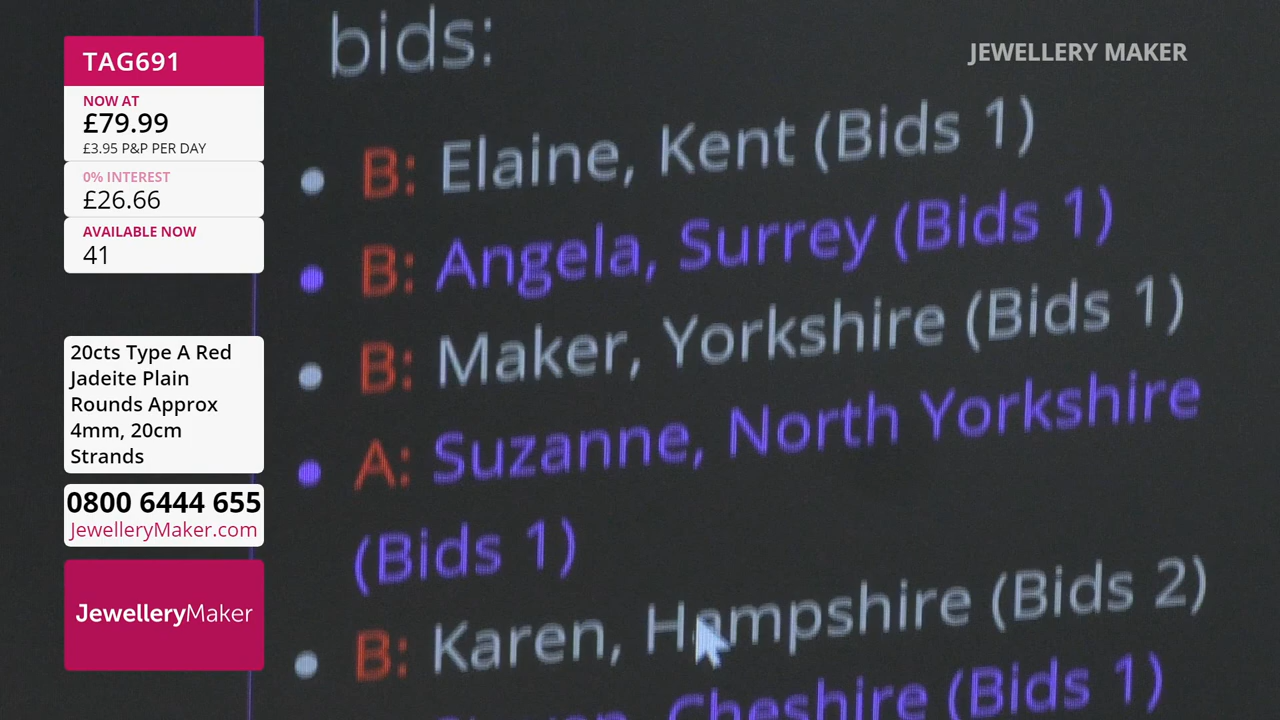 TAG691
NOW AT
£79.99
£3.95 P&P PER DAY
0% INTEREST
£26.66
AVAILABLE NOW
41
20cts Type A Red
Jadeite Plain
Rounds Approx
4mm, 20cm
Strands
0800 6444 655
JewelleryMaker.com
JewelleryMaker
JEWELLERY MAKER
bids:
B: Elaine, Kent (Bids 1)
B: Angela, Surrey (Bids 1)
B: Maker, Yorkshire (Bids 1)
A: Suzanne, North Yorkshire
(Bids 1)
B: Karen, Hampshire (Bids 2)
Cheshire (Bids 1)